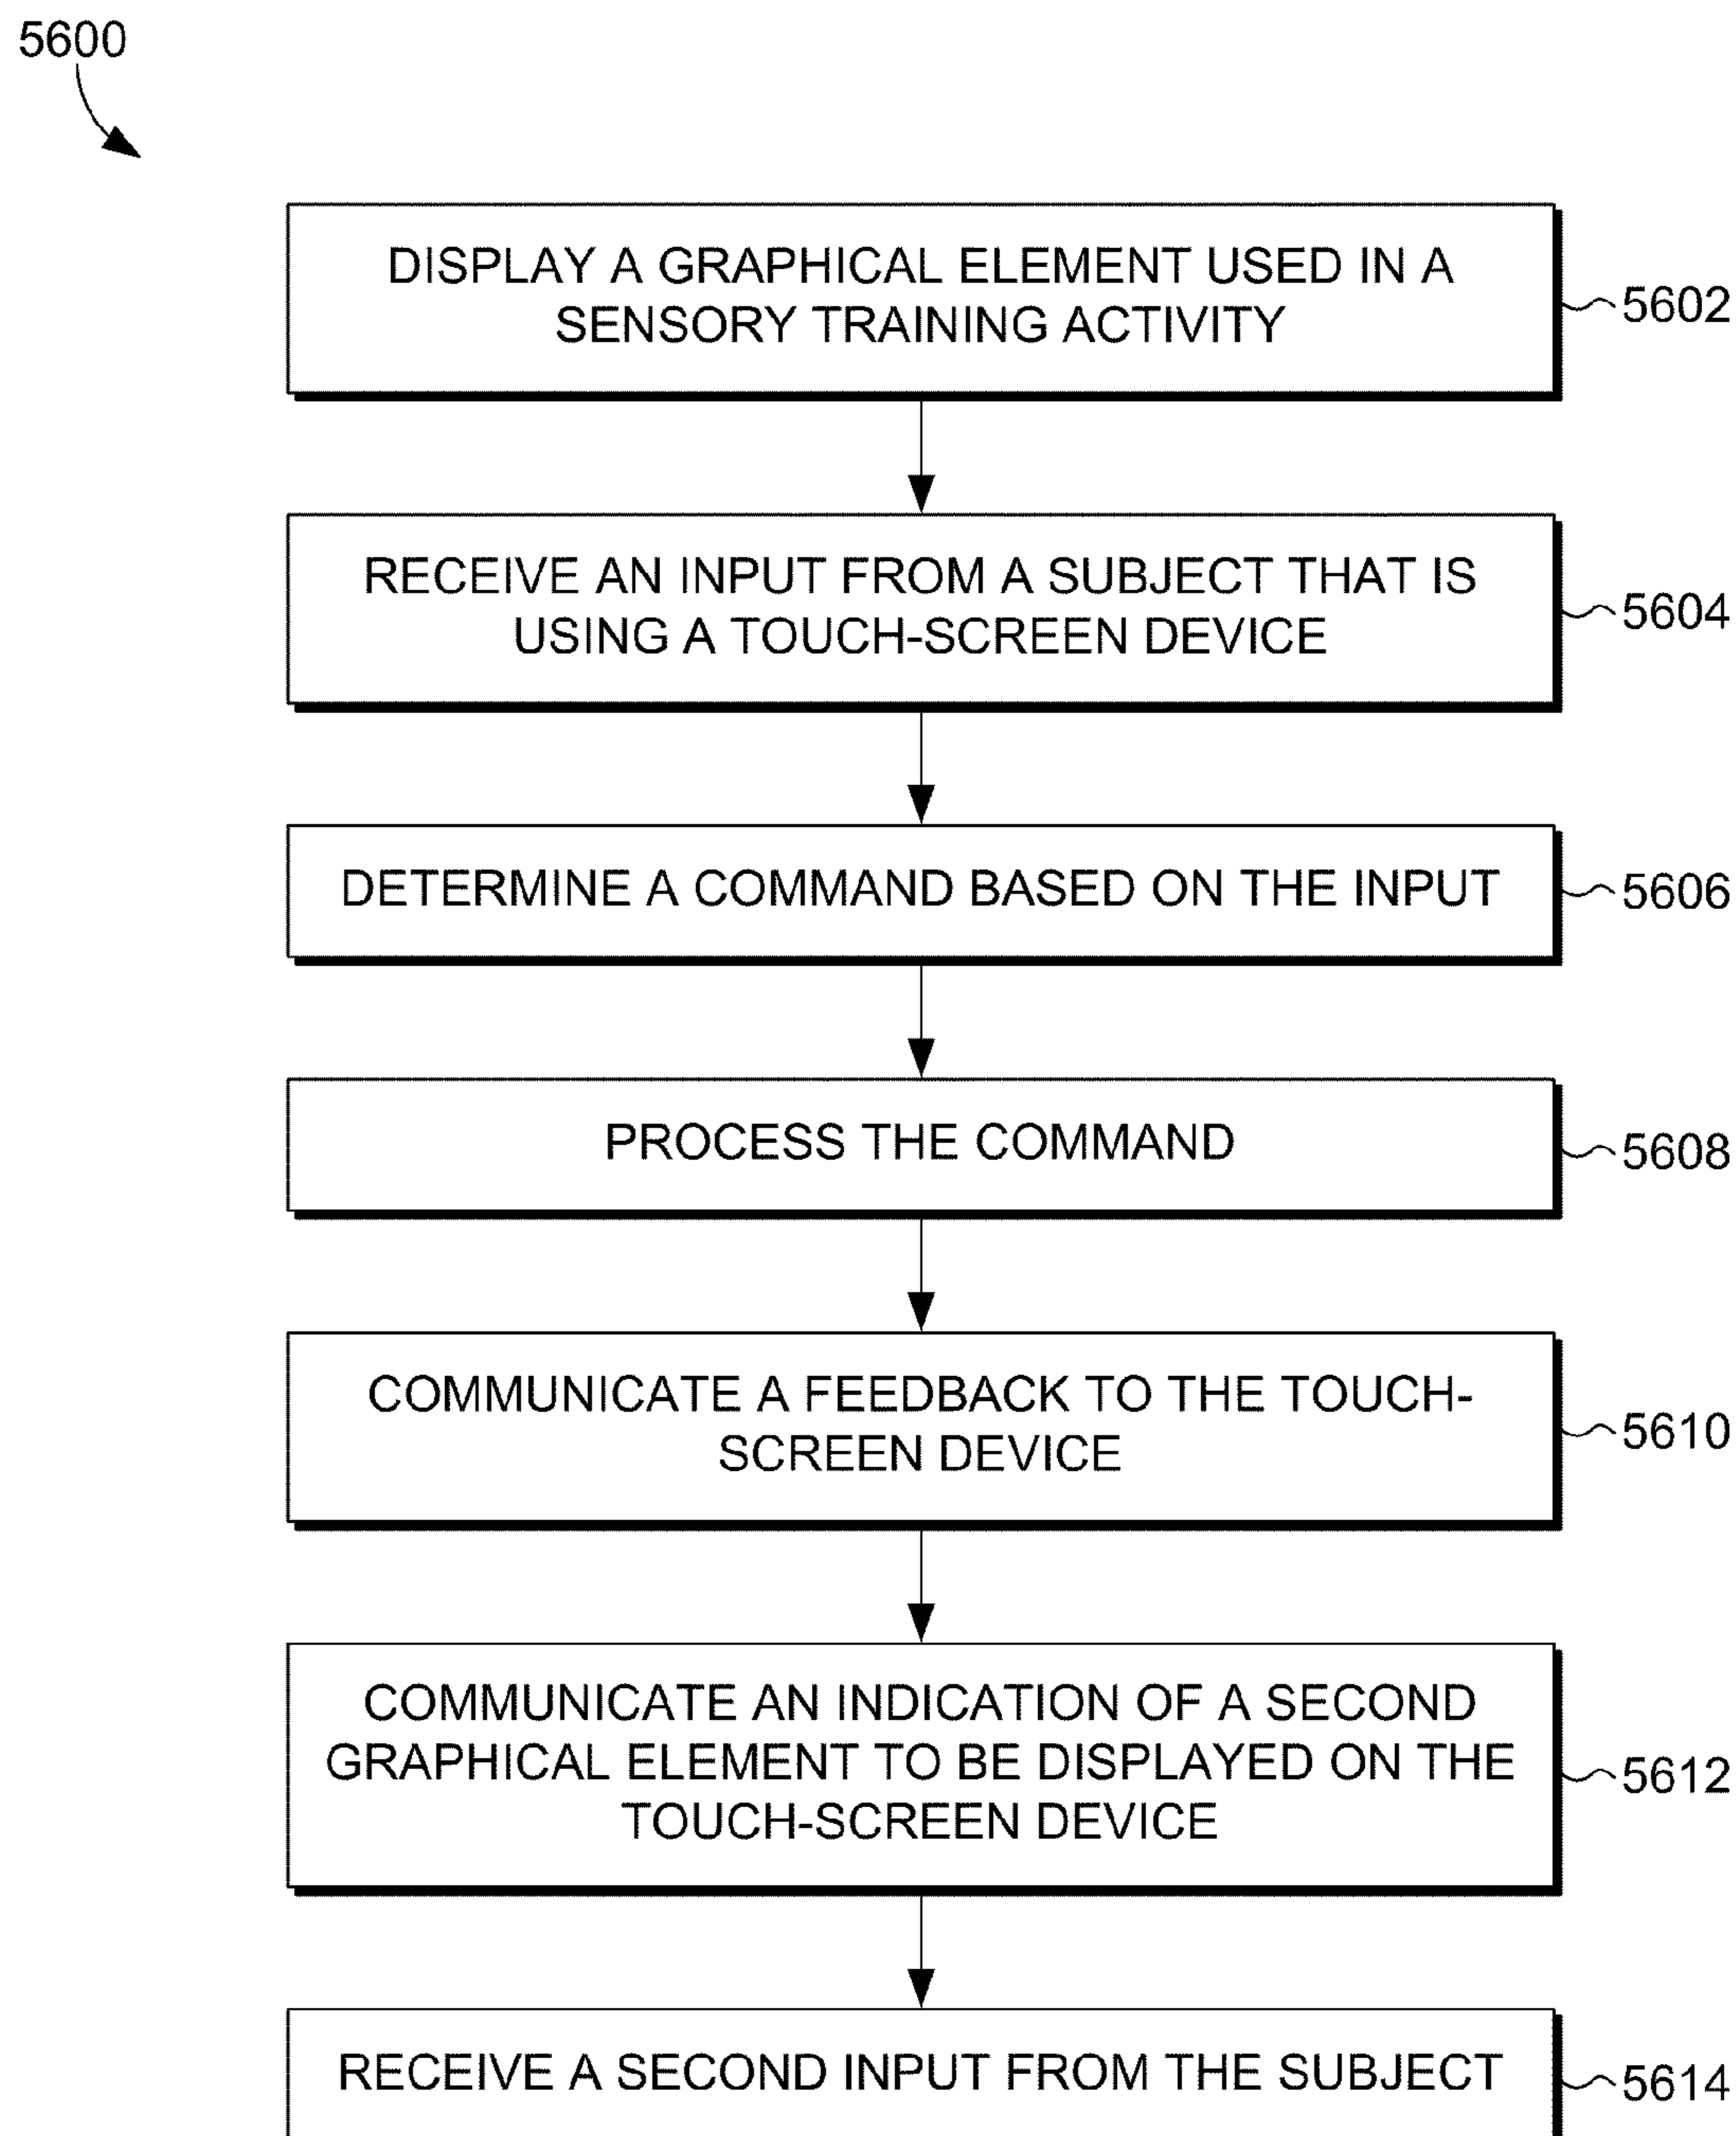 5600
DISPLAY A GRAPHICAL ELEMENT USED IN A
SENSORY TRAINING ACTIVITY
5602
RECEIVE AN INPUT FROM A SUBJECT THAT IS
USING A TOUCH-SCREEN DEVICE
5604
DETERMINE A COMMAND BASED ON THE INPUT
5606
PROCESS THE COMMAND
5608
COMMUNICATE A FEEDBACK TO THE TOUCH-
SCREEN DEVICE
5610
COMMUNICATE AN INDICATION OF A SECOND
GRAPHICAL ELEMENT TO BE DISPLAYED ON THE
TOUCH-SCREEN DEVICE
5612
RECEIVE A SECOND INPUT FROM THE SUBJECT
5614